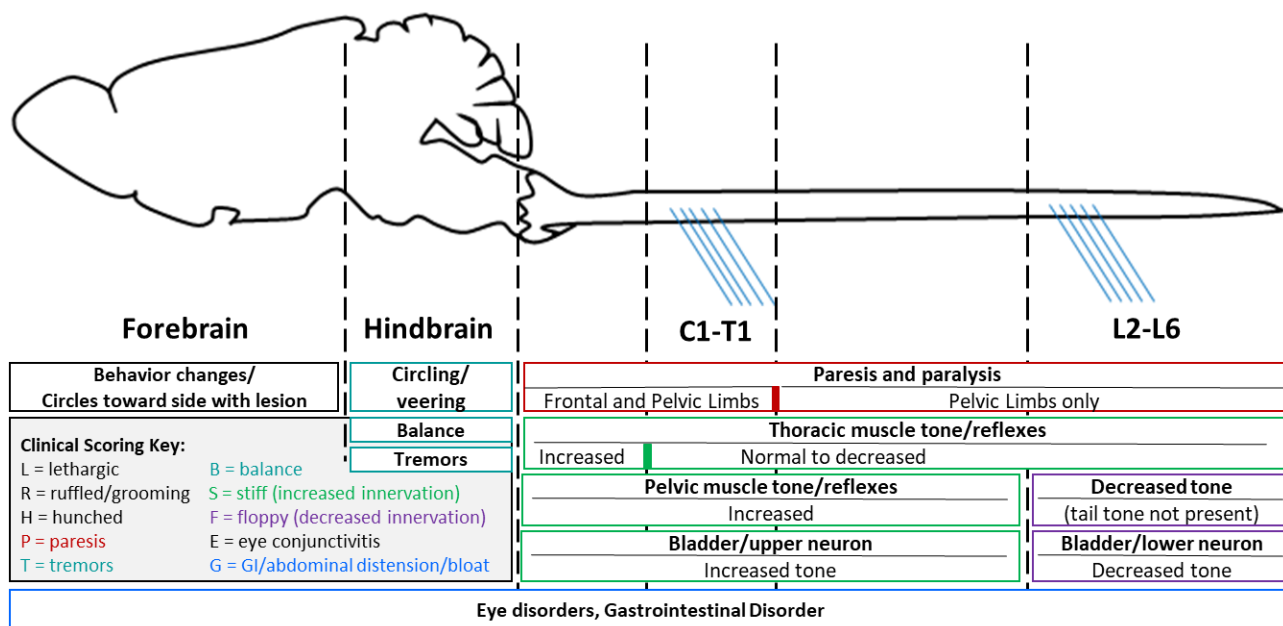 Forebrain
Hindbrain
C1-T1
L2-L6
Behavior changes/
Circles toward side with lesion
Circling/
veering
Balance
Tremors
Paresis and paralysis
Frontal and Pelvic Limbs
Pelvic Limbs only
Thoracic muscle tone/reflexes
Increased
Normal to decreased
Pelvic muscle tone/reflexes
Increased
Decreased tone
(tail tone not present)
Bladder/upper neuron
Increased tone
Bladder/lower neuron
Decreased tone
Clinical Scoring Key:
L = lethargic
R = ruffled/grooming
H = hunched
P = paresis
T = tremors
B = balance
S = stiff (increased innervation)
F = floppy (decreased innervation)
E = eye conjunctivitis
G = GI/abdominal distension/bloat
Eye disorders, Gastrointestinal Disorder